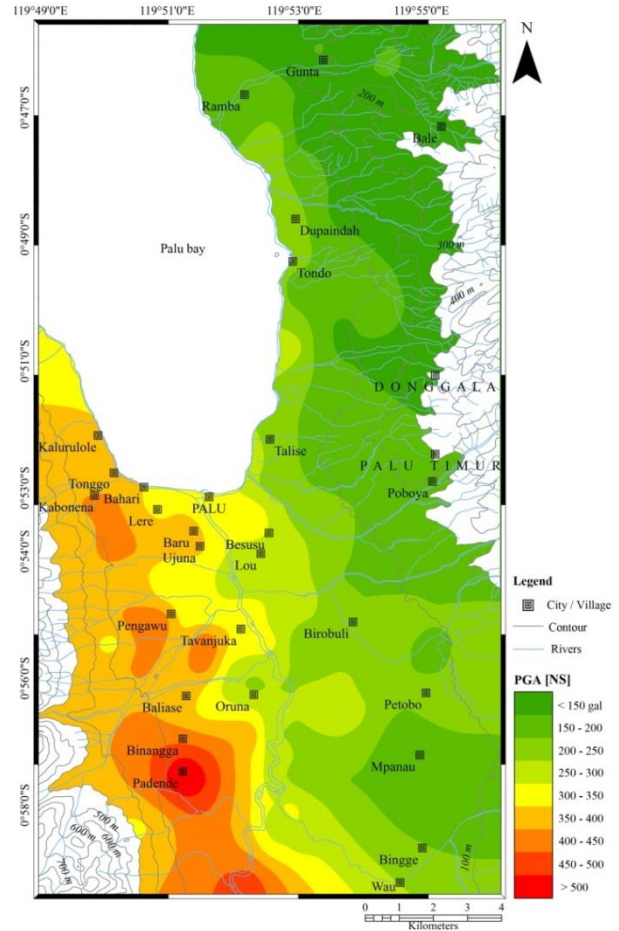 119°49'0"E 119°51'0"E 119°53'0"E 119°55'0"E
N
0°47'0"S
0°49'0"S
0°51'0"S
0°53'0"S
0°54'0"S
0°56'0"S
0°58'0"S
Gunta
200 m
Ramba
Bale
Dupaindah
Palu bay
300 m
Tondo
400 m
DONGGALA
Kalurulole
Talise
PALU TIMUR
Tonggo
Poboya
Kabonena
Bahari
PALU
Lere
Baru
Besusu
Ujuna
Lou
Pengawu
Birobuli
Tavanjuka
Baliase
Oruna
Petobo
Binangga
Mpanau
Padende
500 m
600 m
600 m
700 m
Bingge
100 m
Wau
Legend
City / Village
Contour
Rivers
PGA [NS]
< 150 gal
150 - 200
200 - 250
250 - 300
300 - 350
350 - 400
400 - 450
450 - 500
> 500
0 1 2 3 4
Kilometers